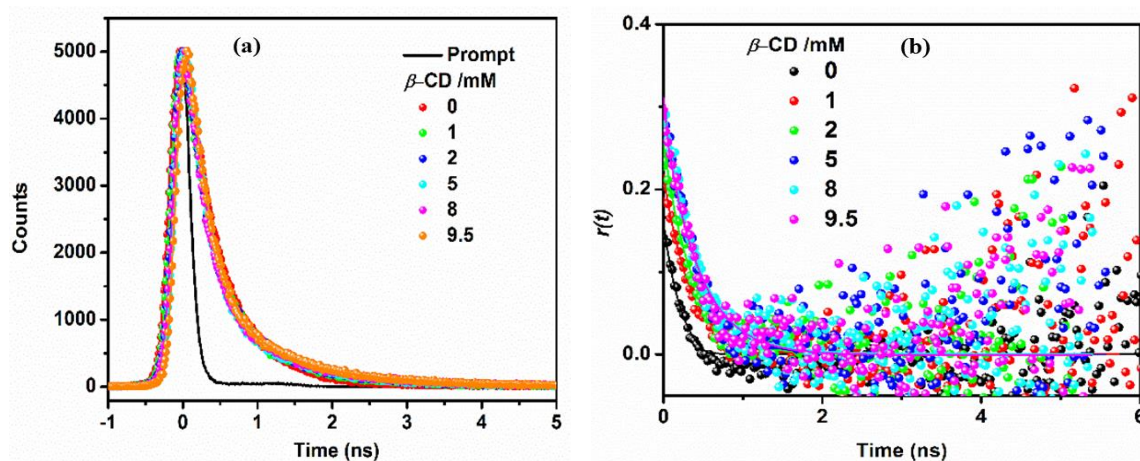 (a)
Prompt
β–CD /mM
0
1
2
5
8
9.5
5000
4000
3000
2000
1000
0
Counts
-1 0 1 2 3 4 5
Time (ns)
(b)
β–CD /mM
0
1
2
5
8
9.5
0.4
0.2
0.0
r(t)
0 2 4 6
Time (ns)